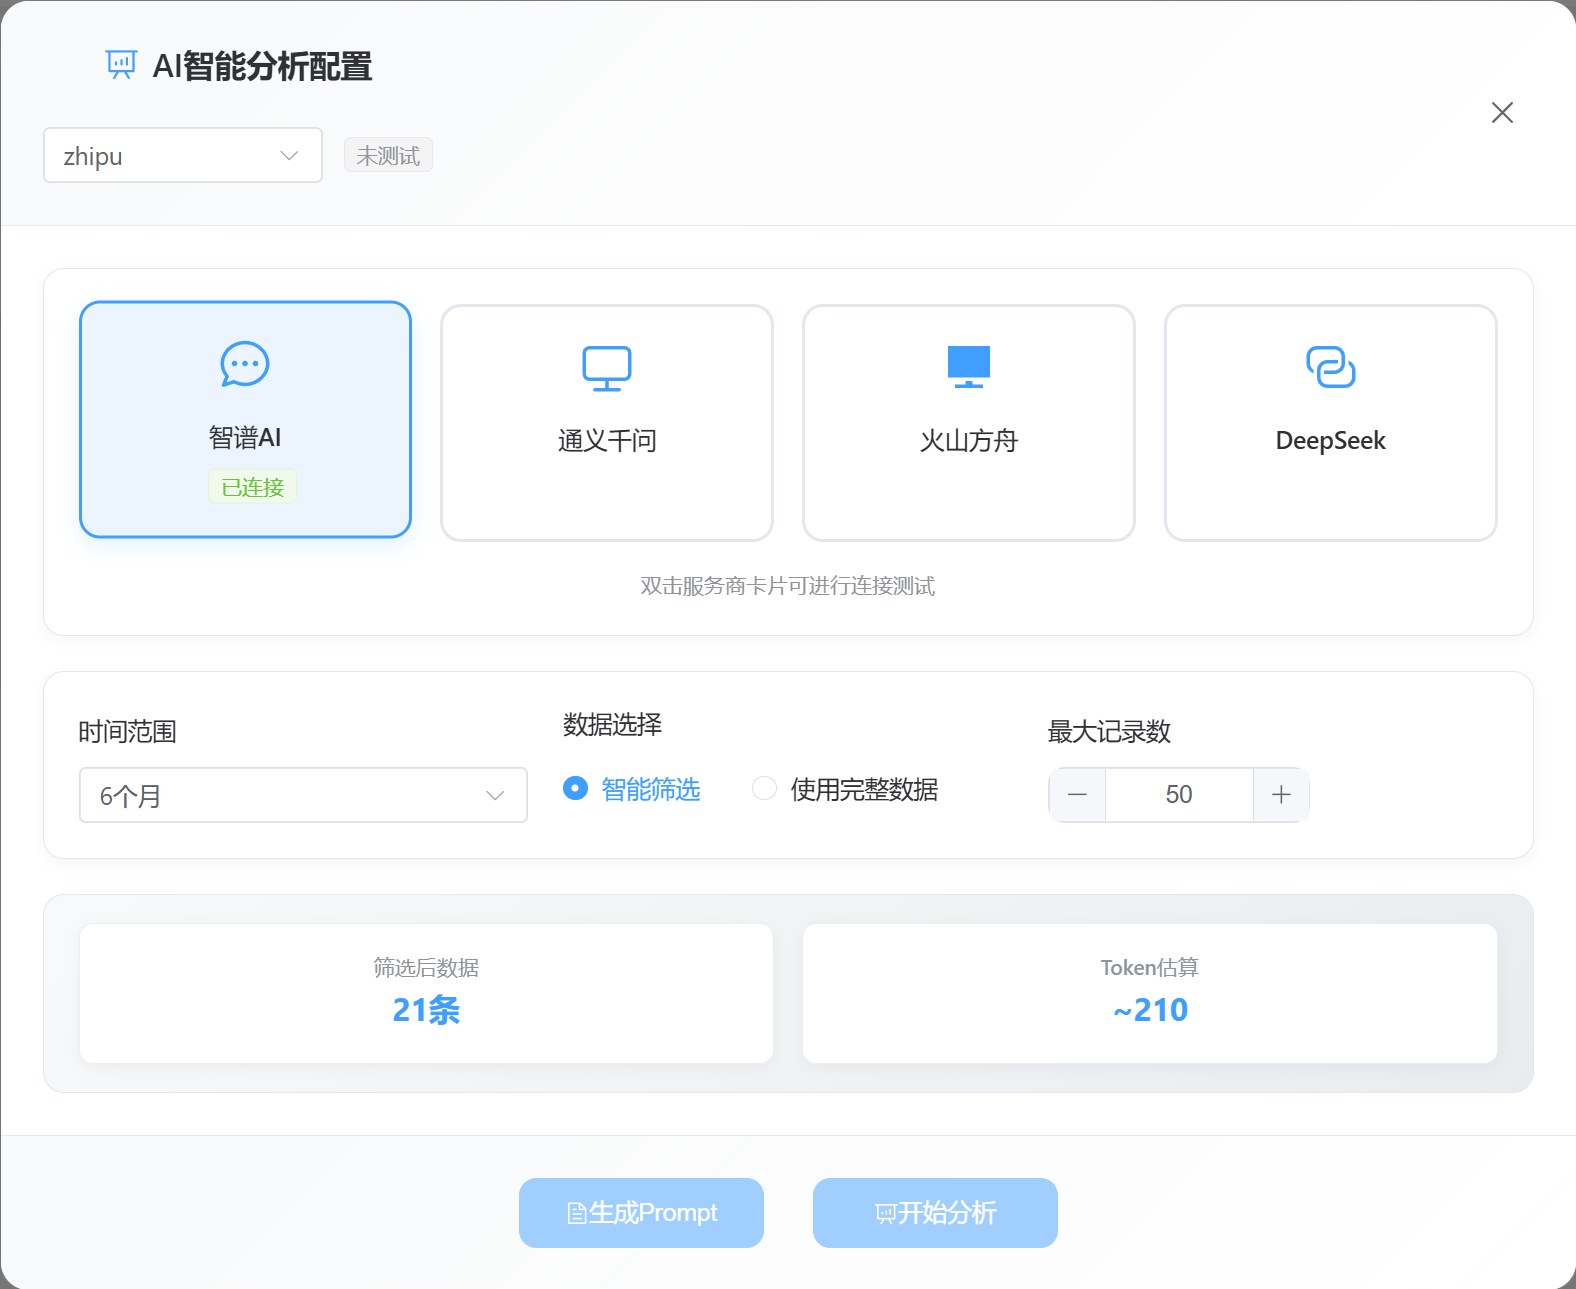 AI智能分析配置
zhipu
未测试
智谱AI
已连接
通义千问
火山方舟
DeepSeek
双击服务商卡片可进行连接测试
时间范围
6个月
数据选择
智能筛选
使用完整数据
最大记录数
50
筛选后数据
21条
Token估算
~210
生成Prompt
开始分析